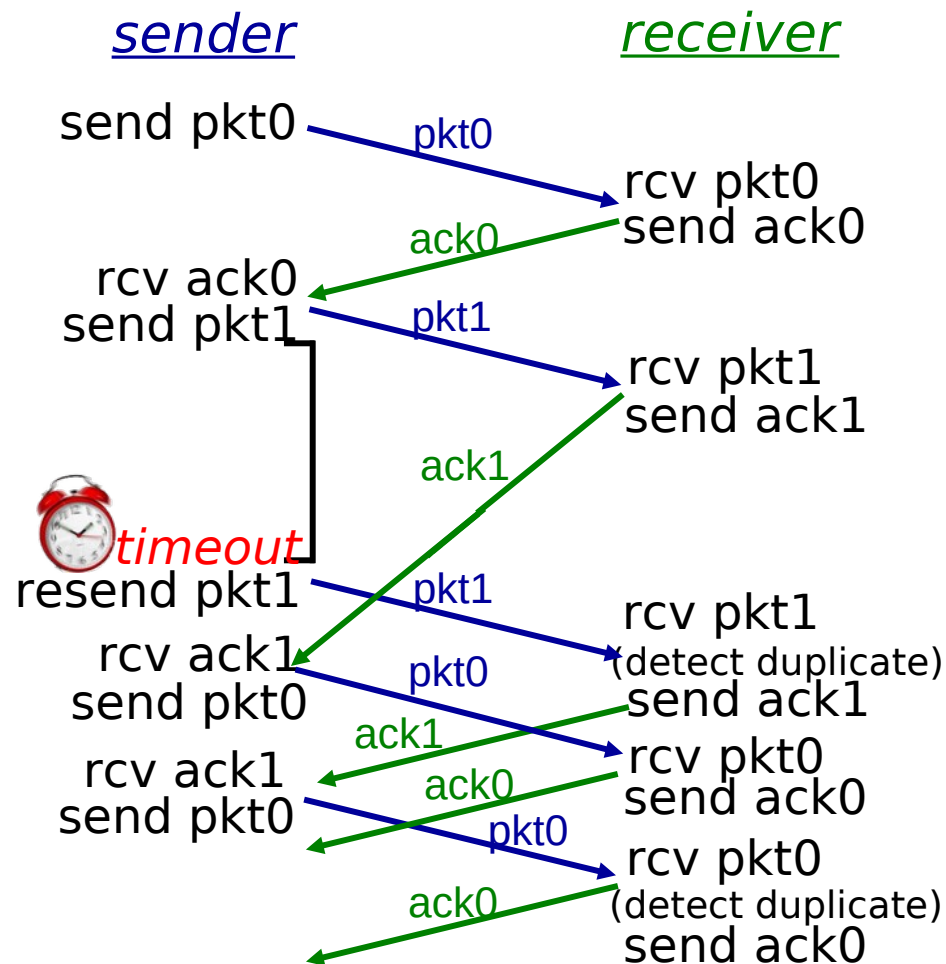 sender
receiver
send pkt0
pkt0
rcv pkt0
send ack0
ack0
rcv ack0
send pkt1
pkt1
rcv pkt1
send ack1
ack1
timeout
resend pkt1
pkt1
rcv pkt1
(detect duplicate)
send ack1
rcv ack1
send pkt0
pkt0
ack1
rcv pkt0
send ack0
rcv ack1
send pkt0
ack0
pkt0
rcv pkt0
(detect duplicate)
send ack0
ack0